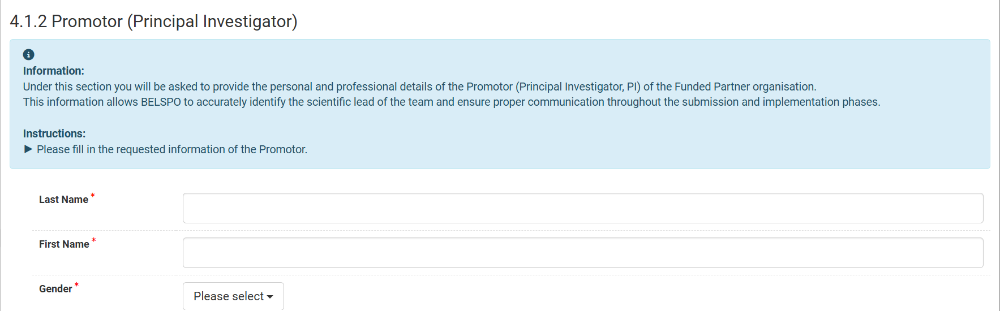 4.1.2 Promotor (Principal Investigator)
Information:
Under this section you will be asked to provide the personal and professional details of the Promotor (Principal Investigator, PI) of the Funded Partner organisation.
This information allows BELSPO to accurately identify the scientific lead of the team and ensure proper communication throughout the submission and implementation phases.
Instructions:
► Please fill in the requested information of the Promotor.
Last Name *
First Name *
Gender *
Please select